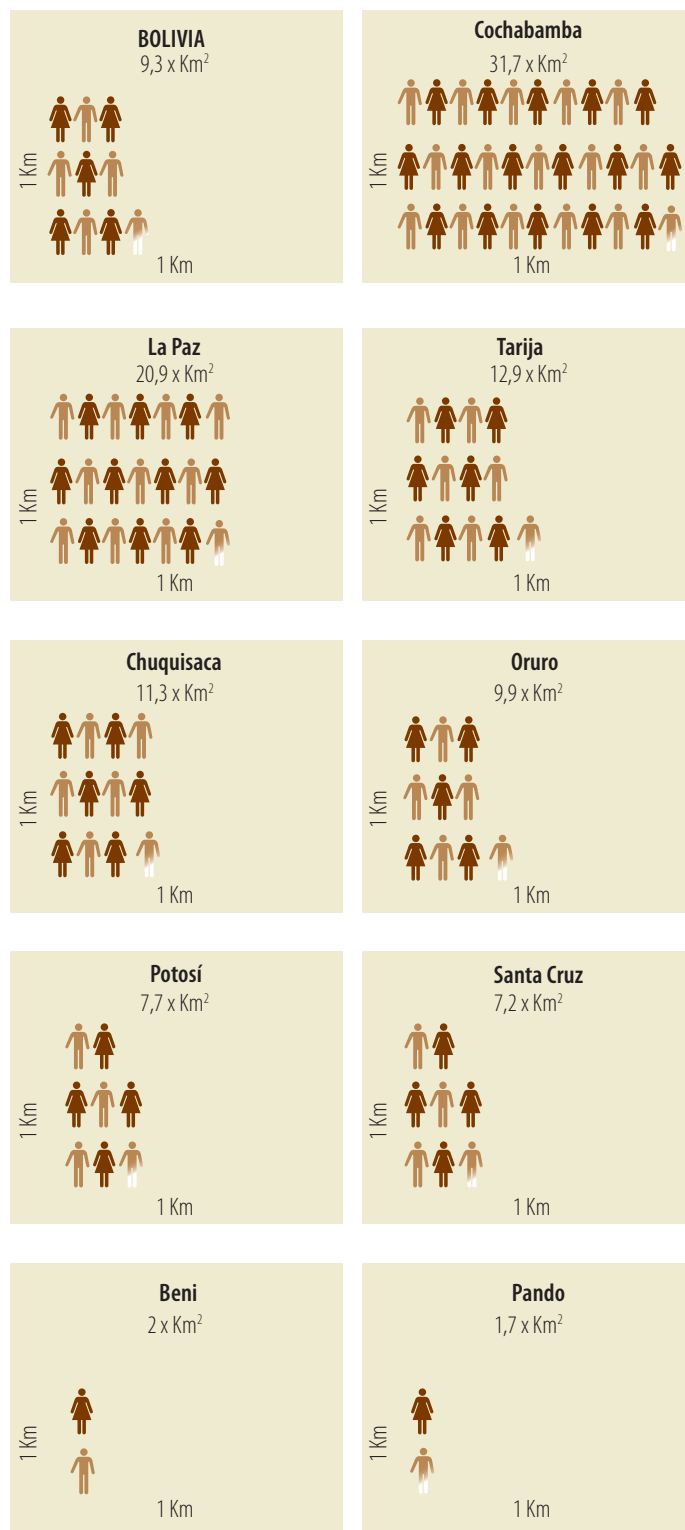 BOLIVIA
9,3 x Km²
1 Km
1 Km
Cochabamba
31,7 x Km²
1 Km
1 Km
La Paz
20,9 x Km²
1 Km
1 Km
Tarija
12,9 x Km²
1 Km
1 Km
Chuquisaca
11,3 x Km²
1 Km
1 Km
Oruro
9,9 x Km²
1 Km
1 Km
Potosí
7,7 x Km²
1 Km
1 Km
Santa Cruz
7,2 x Km²
1 Km
1 Km
Beni
2 x Km²
1 Km
1 Km
Pando
1,7 x Km²
1 Km
1 Km